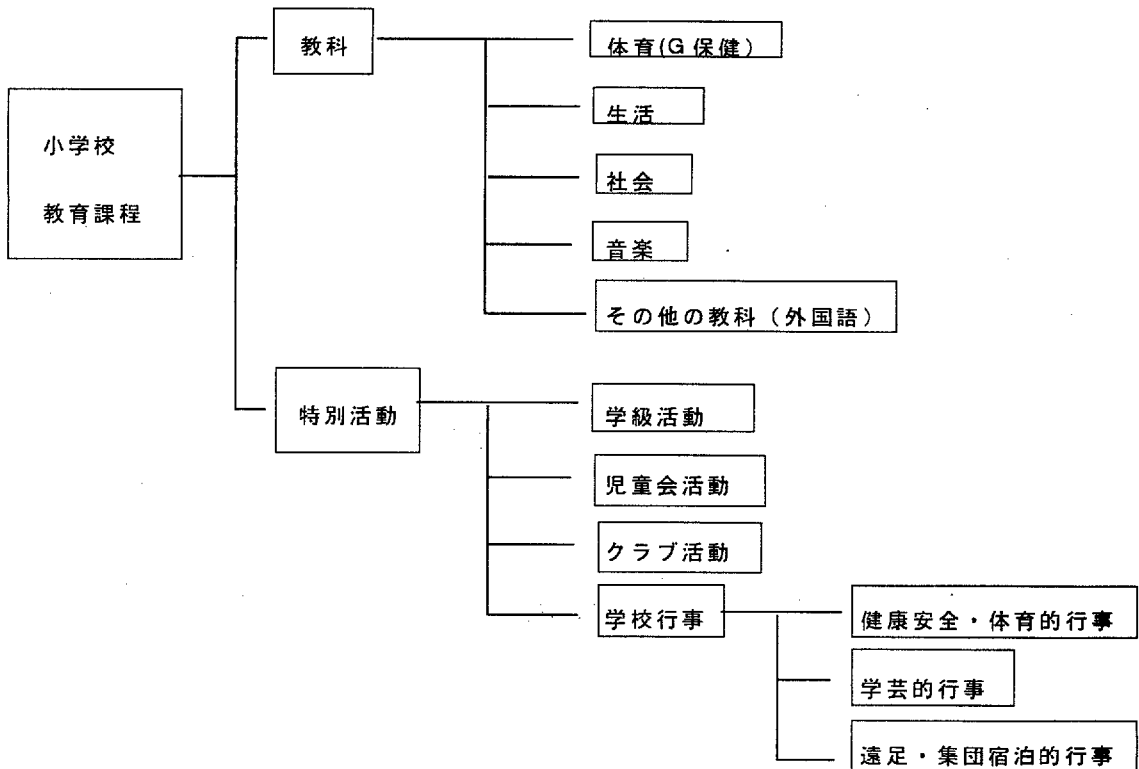 小学校
教育課程
教科
体育(G保健)
生活
社会
音楽
その他の教科(外国語)
特別活動
学級活動
児童会活動
クラブ活動
学校行事
健康安全・体育的行事
学芸的行事
遠足・集団宿泊的行事